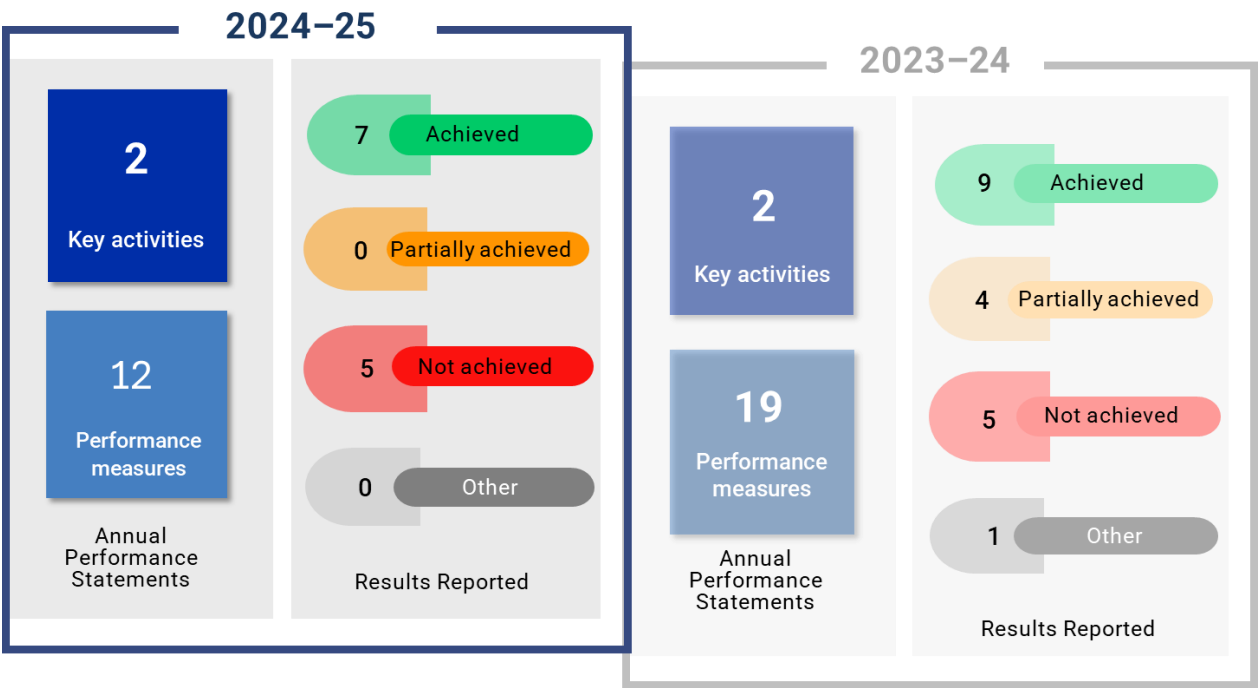 2024–25
2
Key activities
12
Performance
measures
Annual
Performance
Statements
7 Achieved
0 Partially achieved
5 Not achieved
0 Other
Results Reported
2023–24
2
Key activities
19
Performance
measures
Annual
Performance
Statements
9 Achieved
4 Partially achieved
5 Not achieved
1 Other
Results Reported